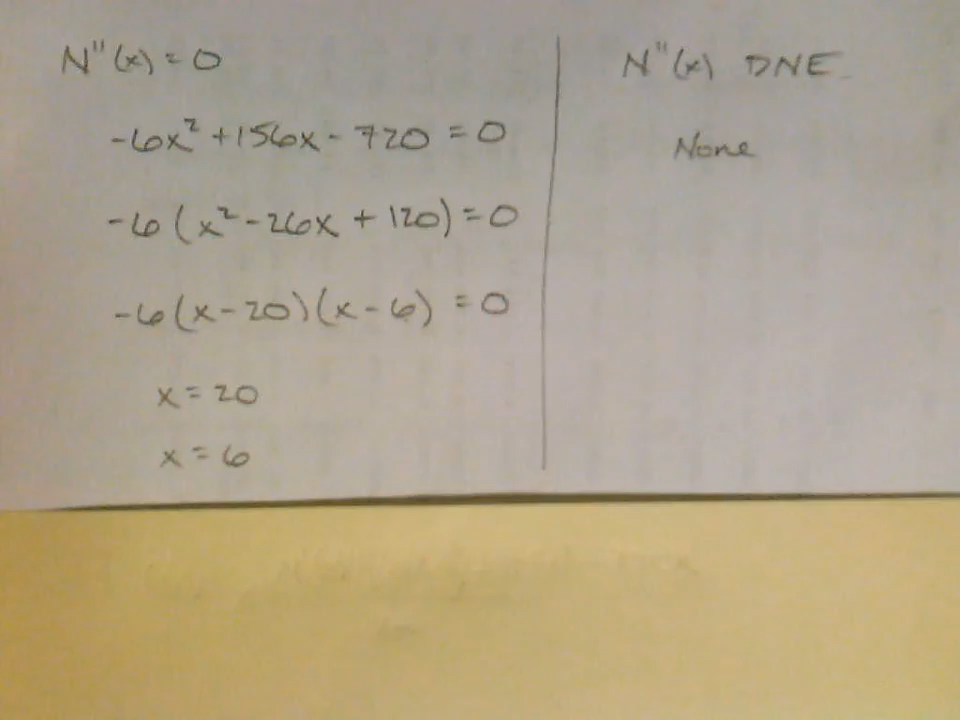 N''(x) = 0
-6x² + 156x - 720 = 0
-6(x² - 26x + 120) = 0
-6(x - 20)(x - 6) = 0
x = 20
x = 6
N''(x) DNE
None